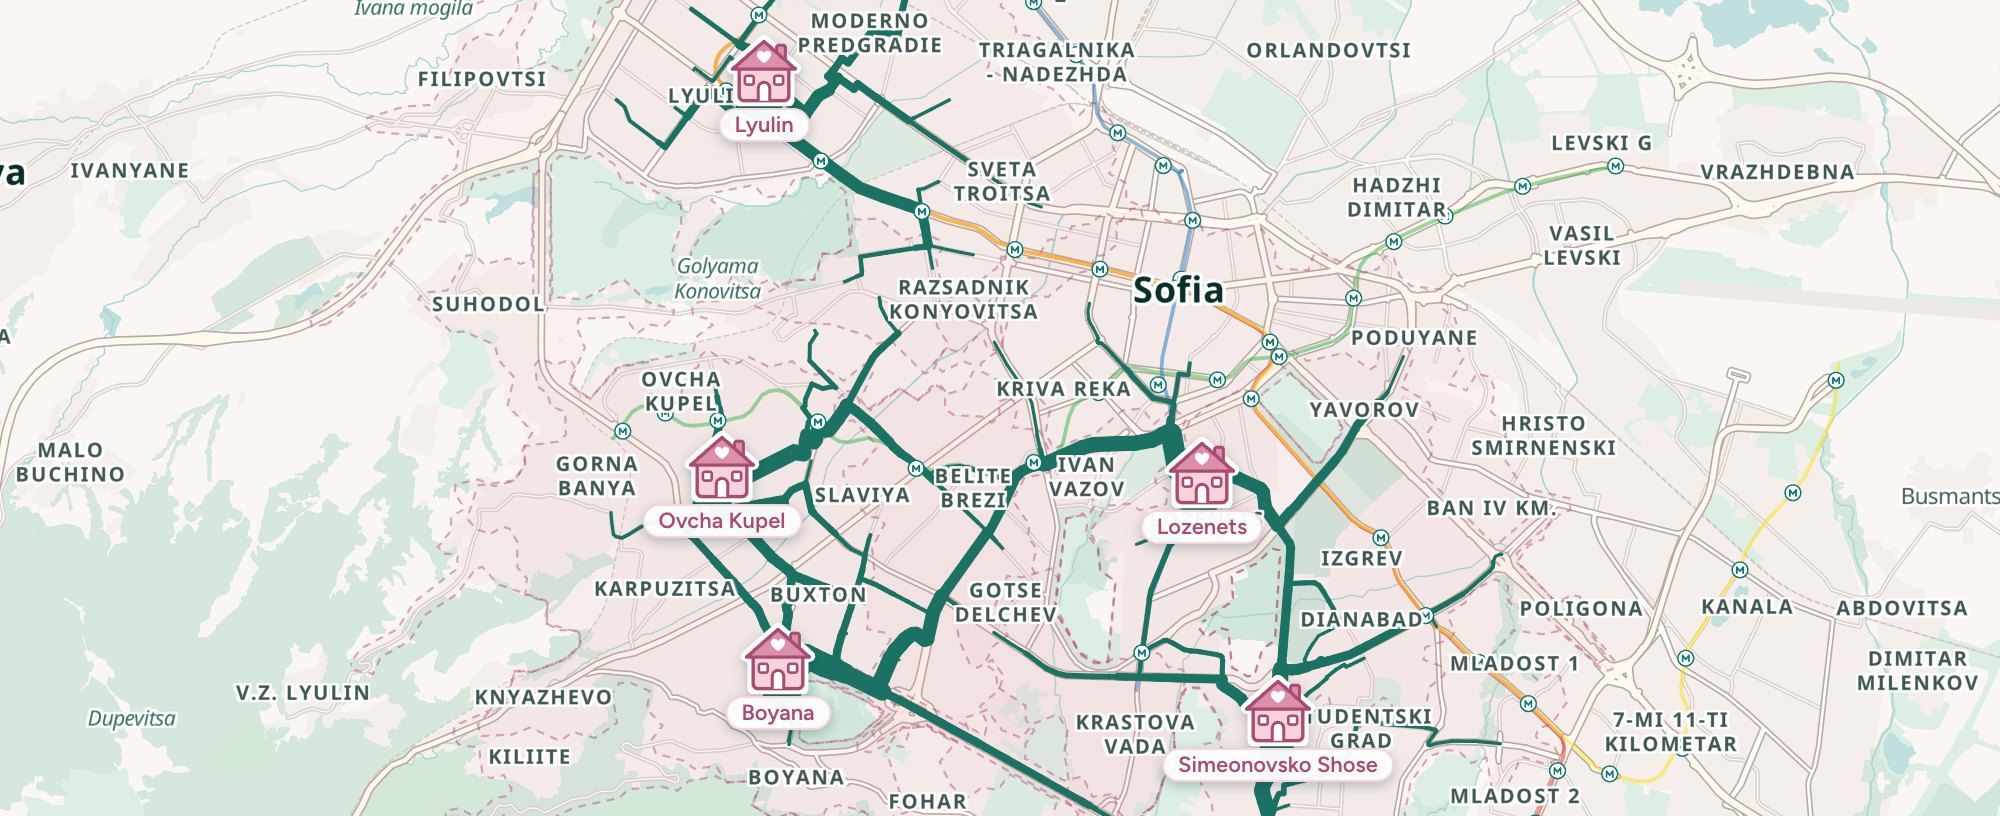 Ivana mogila
MODERNO
PREDGRADIE
TRIAGALNIKA
- NADEZHDA
ORLANDOVTSI
FILIPOVTSI
LYULI
Lyulin
LEVSKI G
IVANYANE
SVETA
TROITSA
HADZHI
DIMITAR
VRAZHDEBNA
VASIL
LEVSKI
Golyama
Konovitsa
SUHODOL
RAZSADNIK
KONYOVITSA
Sofia
PODUYANE
OVCHA
KUPEL
KRIVA REKA
YAVOROV
HRISTO
SMIRNENSKI
MALO
BUCHINO
GORNA
BANYA
SLAVIYA
BELITE
BREZI
IVAN
VAZOV
Busmants
Ovcha Kupel
Lozenets
BAN IV KM.
IZGREV
KARPUZITSA
BUXTON
GOTSE
DELCHEV
DIANABAD
POLIGONA
KANALA
ABDOVITSA
MLADOST 1
DIMITAR
MILENKOV
V.Z. LYULIN
KNYAZHEVO
Dupevitsa
Boyana
KRASTOVA
VADA
TUDENTSKI
GRAD
7-MI 11-TI
KILOMETAR
KILIITE
BOYANA
Simeonovsko Shose
FOHAR
MLADOST 2